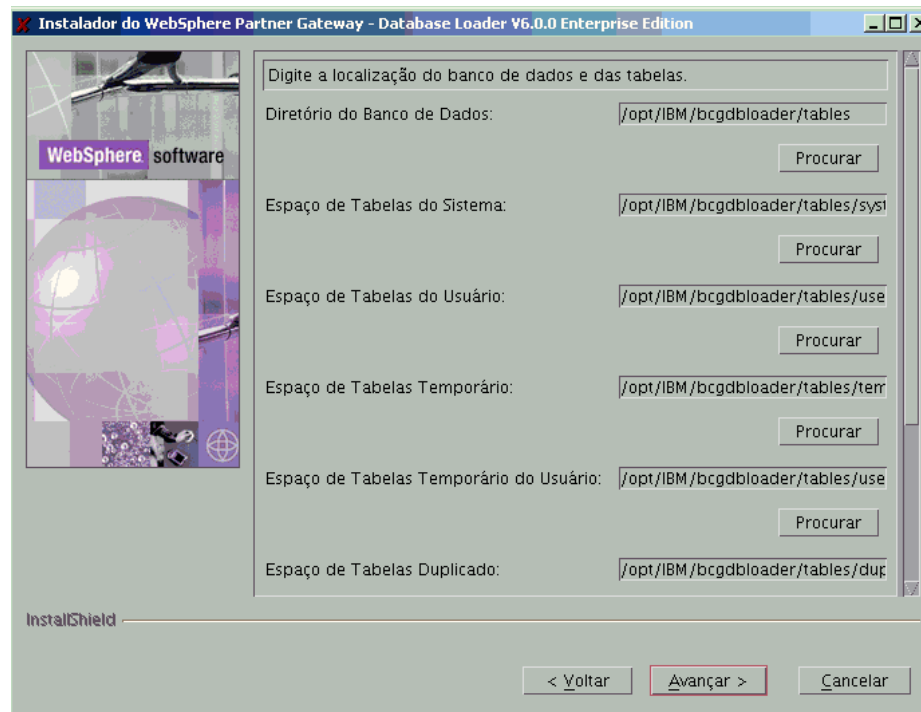 Instalador do WebSphere Partner Gateway - Database Loader V6.0.0 Enterprise Edition
WebSphere. software
Digite a localização do banco de dados e das tabelas.
Diretório do Banco de Dados: /opt/IBM/bcgdbloader/tables
Procurar
Espaço de Tabelas do Sistema: /opt/IBM/bcgdbloader/tables/syst
Procurar
Espaço de Tabelas do Usuário: /opt/IBM/bcgdbloader/tables/use
Procurar
Espaço de Tabelas Temporário: /opt/IBM/bcgdbloader/tables/tem
Procurar
Espaço de Tabelas Temporário do Usuário: /opt/IBM/bcgdbloader/tables/use
Procurar
Espaço de Tabelas Duplicado: /opt/IBM/bcgdbloader/tables/dup
InstallShield
< Voltar Avançar > Cancelar